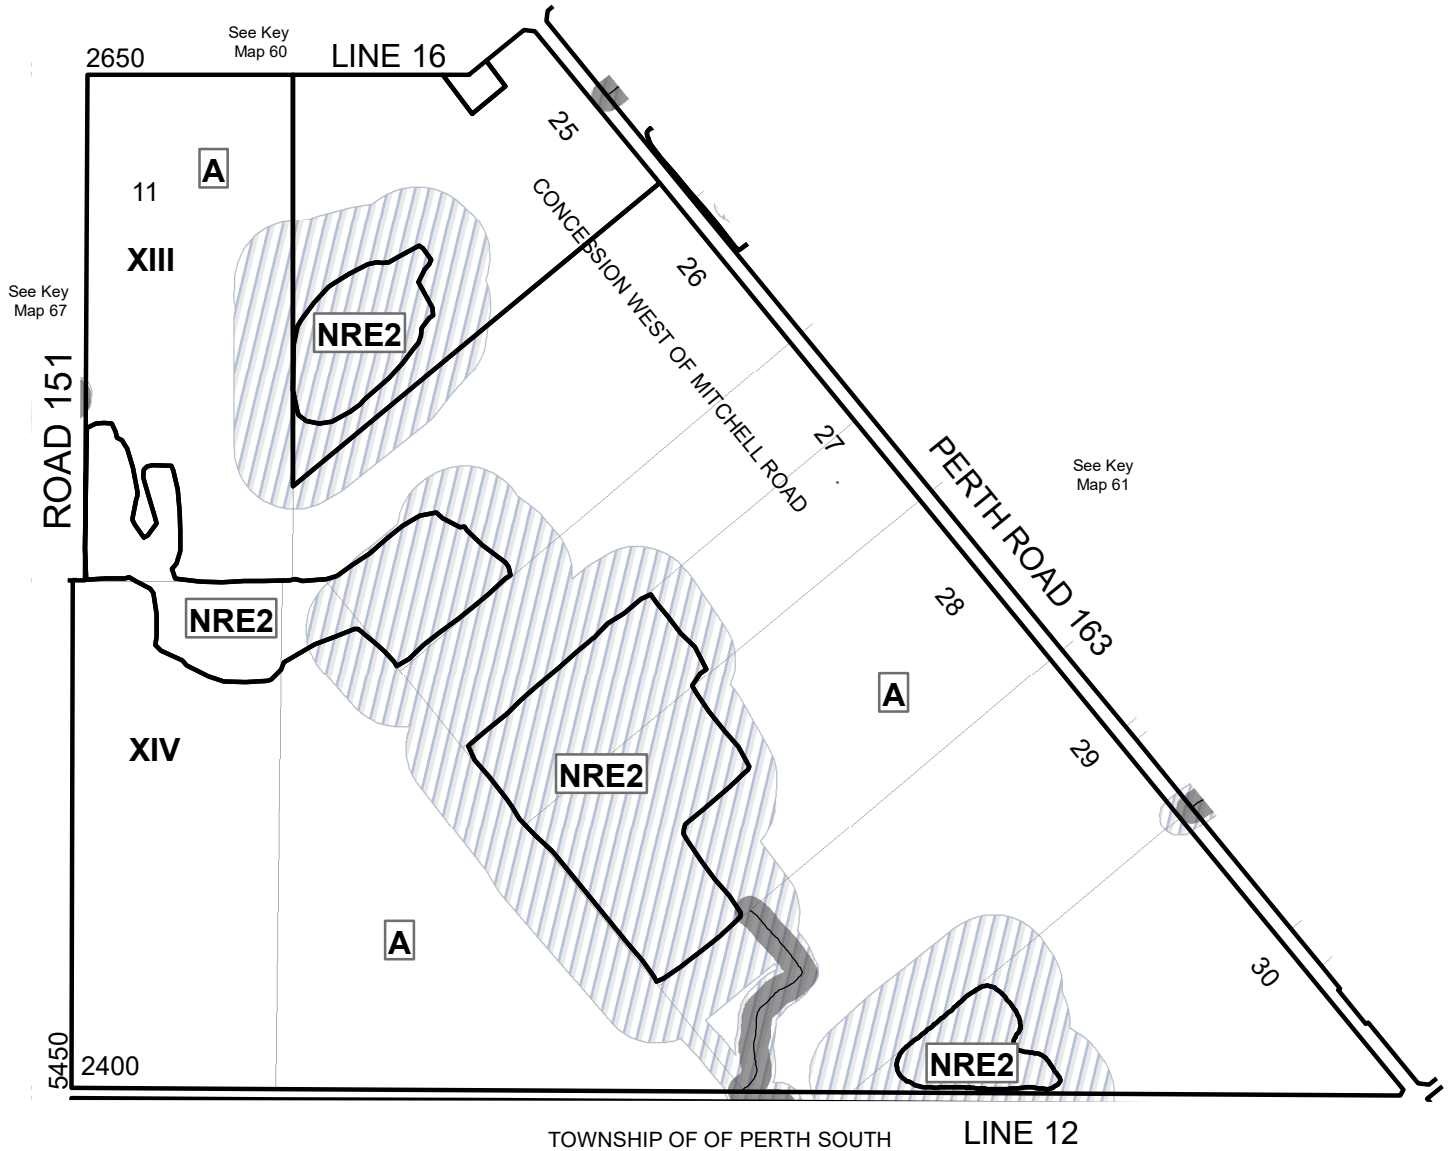 See Key
Map 60
2650
LINE 16
25
A
11
XIII
CONCESSION WEST OF MITCHELL ROAD
26
See Key
Map 67
NRE2
ROAD 151
27
PERTH ROAD 163
See Key
Map 61
28
NRE2
A
XIV
29
NRE2
A
30
5450
2400
NRE2
LINE 12
TOWNSHIP OF OF PERTH SOUTH